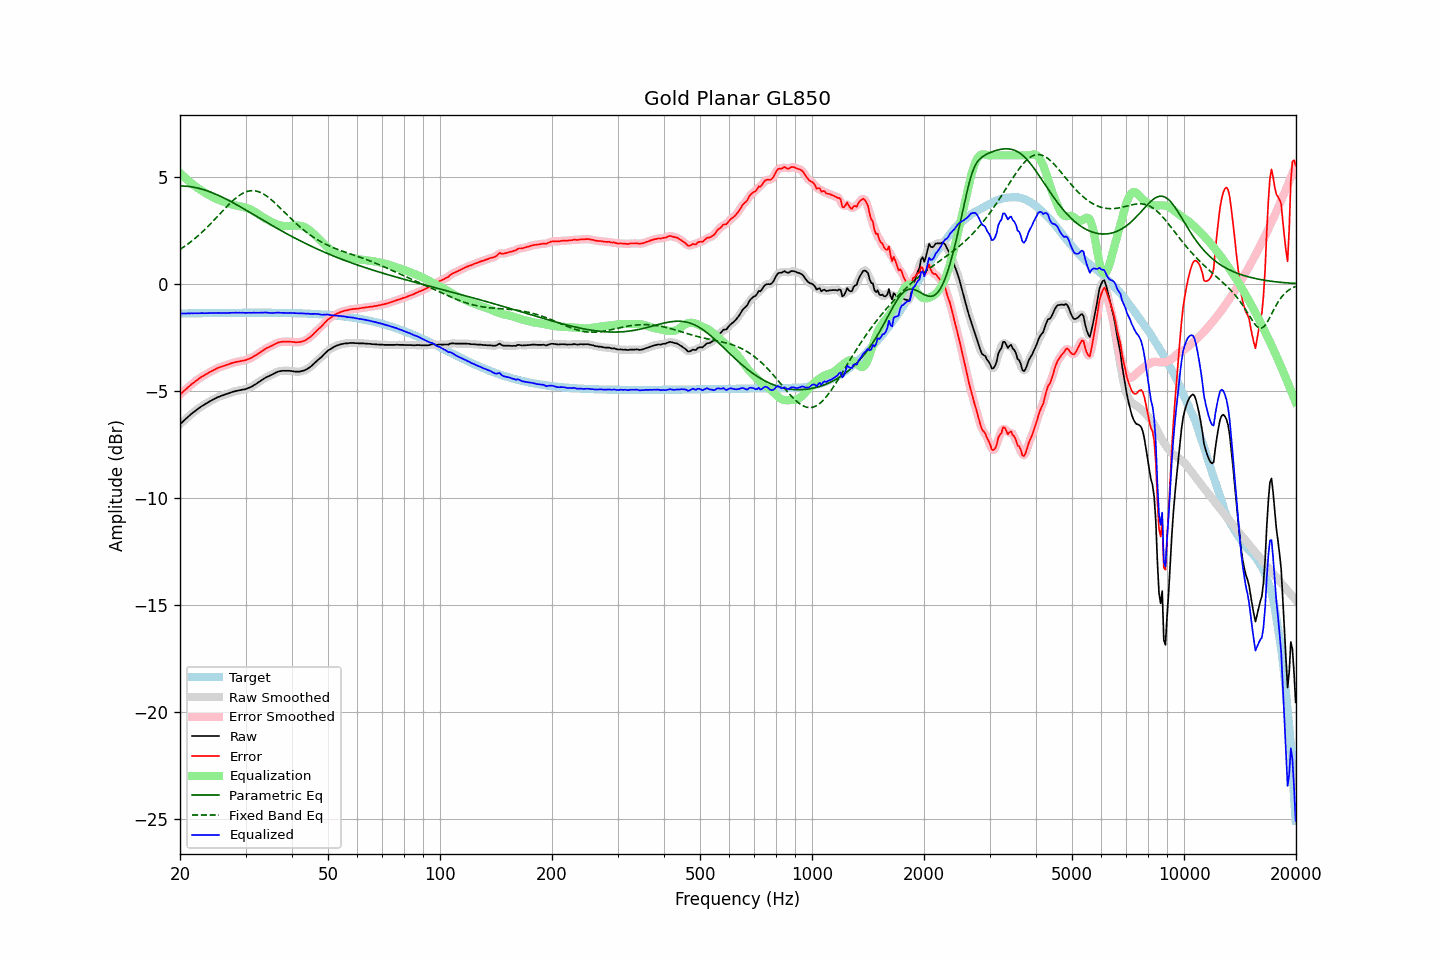 Gold Planar GL850
Amplitude (dBr)
5
0
−5
−10
−15
−20
−25
Target
Raw Smoothed
Error Smoothed
Raw
Error
Equalization
Parametric Eq
Fixed Band Eq
Equalized
20 50 100 200 500 1000 2000 5000 10000 20000
Frequency (Hz)